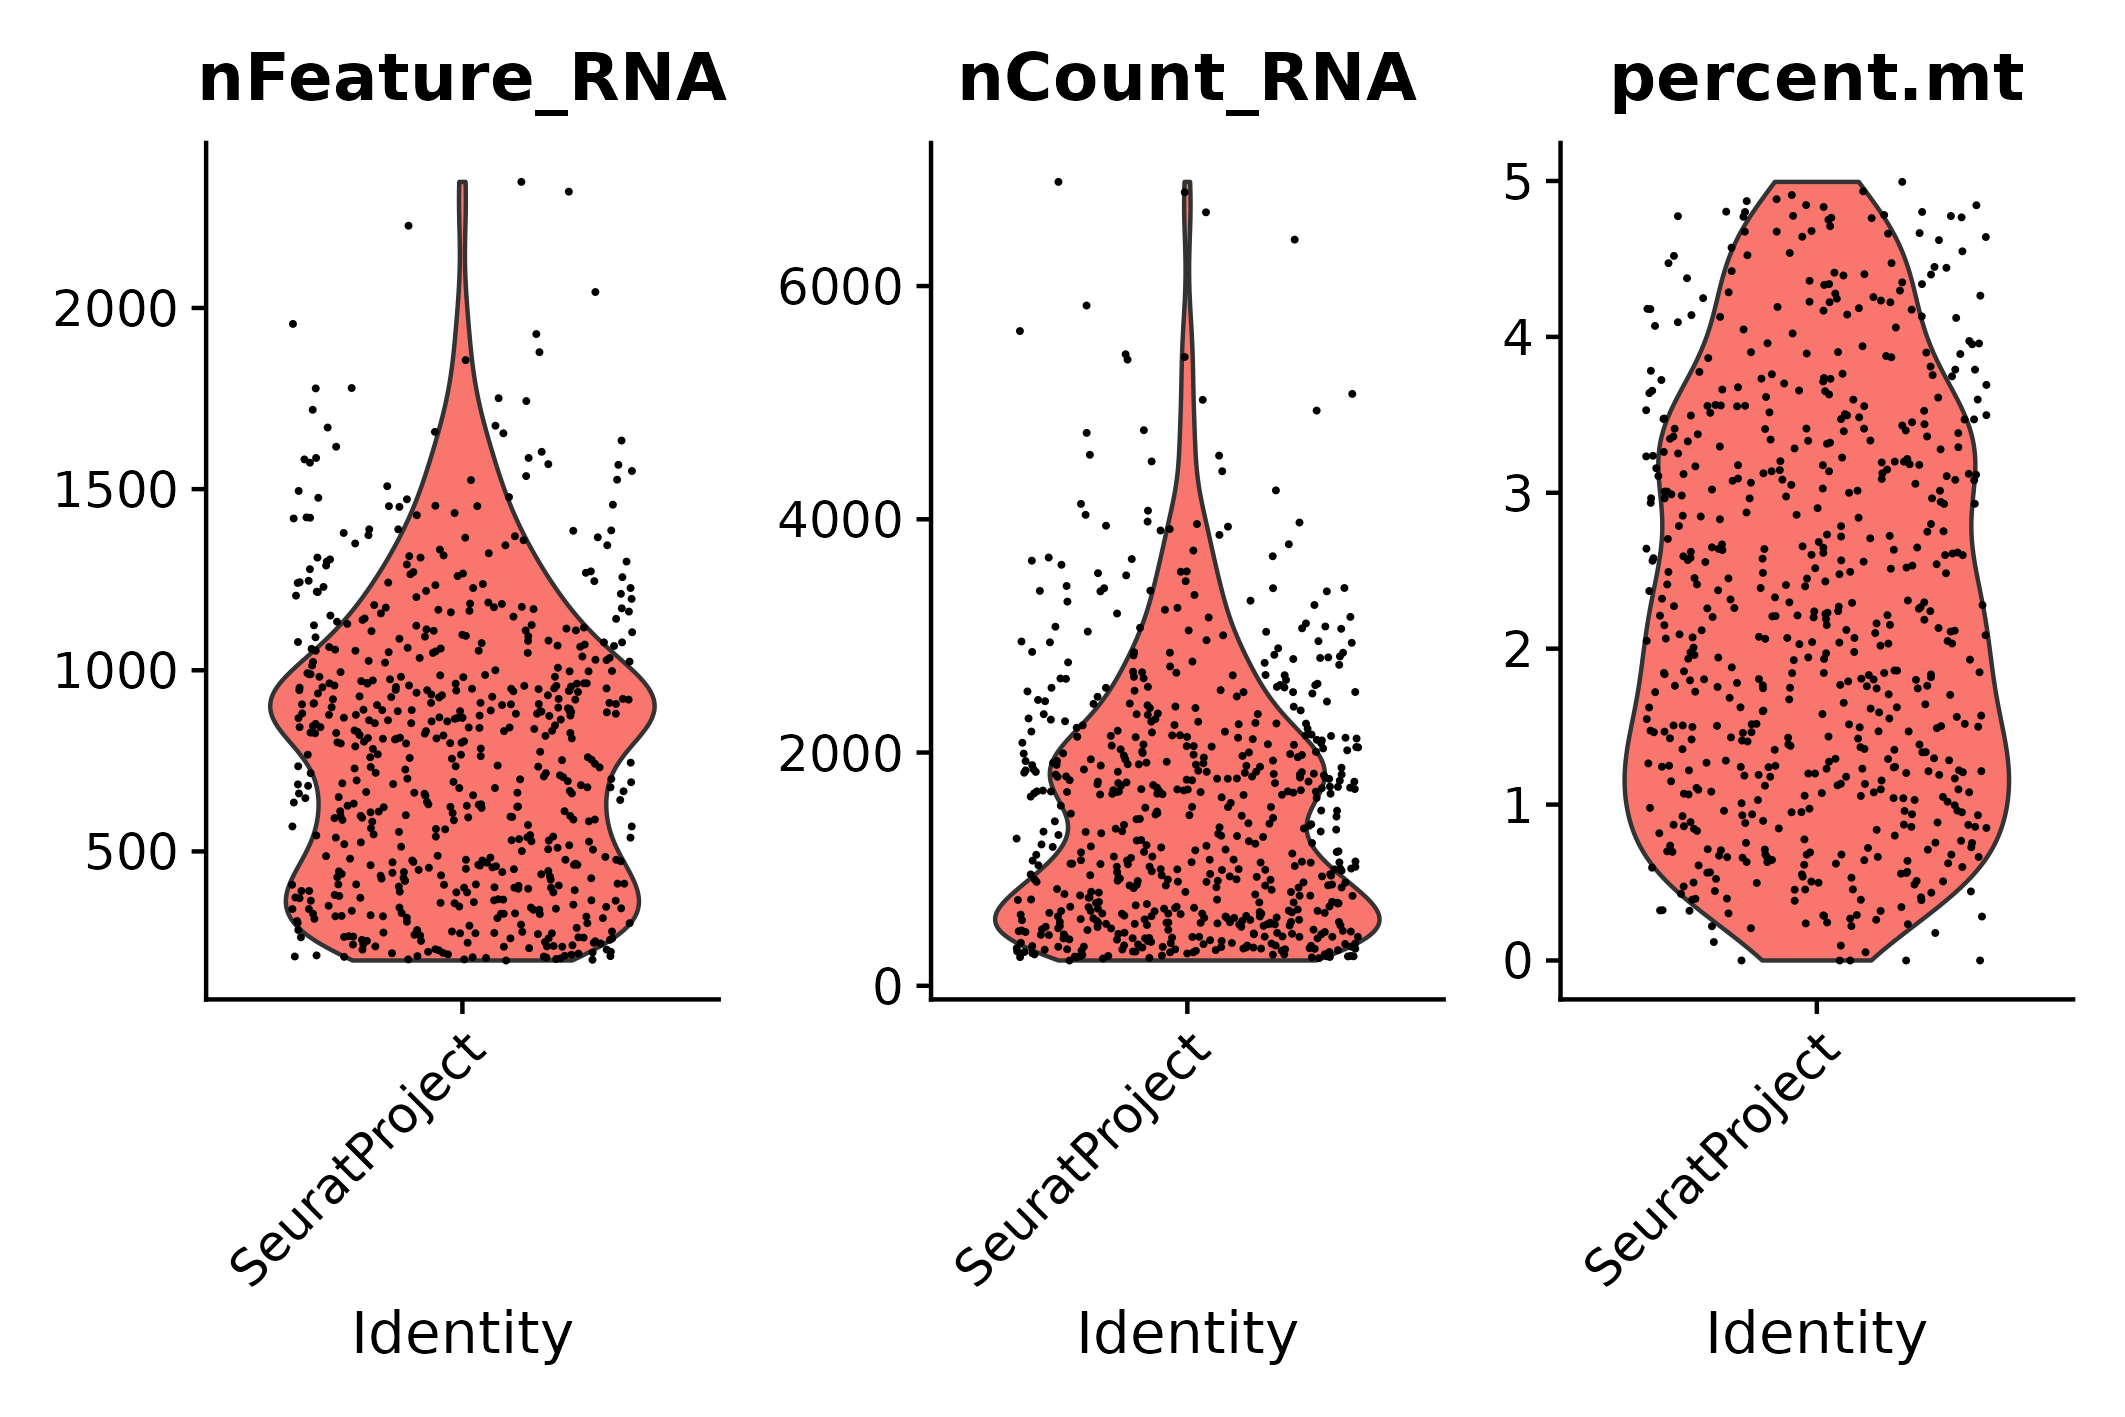 nFeature_RNA
2000
1500
1000
500
SeuratProject
Identity
nCount_RNA
6000
4000
2000
0
SeuratProject
Identity
percent.mt
5
4
3
2
1
0
SeuratProject
Identity